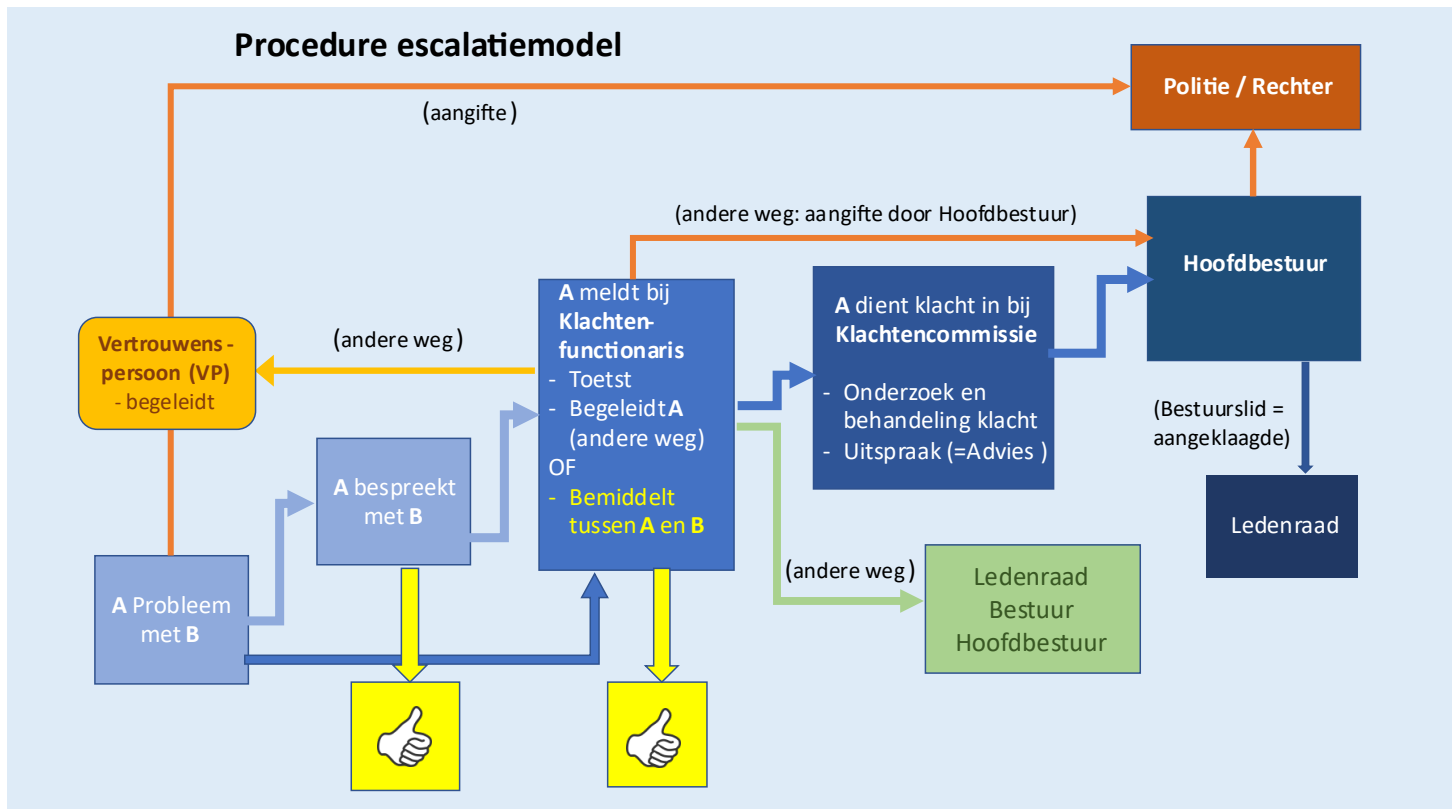 Procedure escalatiemodel
Politie / Rechter
(aangifte)
(andere weg: aangifte door Hoofdbestuur)
Hoofdbestuur
A meldt bij
Klachten-
functionaris
- Toetst
- Begeleidt A
(andere weg)
OF
- Bemiddelt
tussen A en B
A dient klacht in bij
Klachtencommissie
- Onderzoek en
behandeling klacht
- Uitspraak (=Advies )
Vertrouwens -
persoon (VP)
- begeleidt
(andere weg)
(Bestuurslid =
aangeklaagde)
A bespreekt
met B
Ledenraad
A Probleem
met B
(andere weg)
Ledenraad
Bestuur
Hoofdbestuur